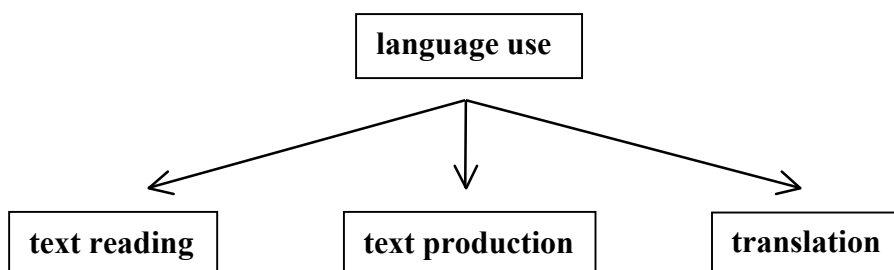 language use
text reading
text production
translation